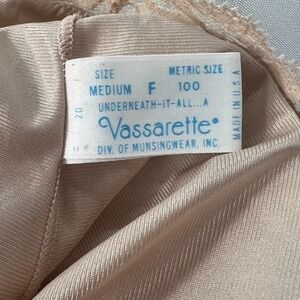 SIZE METRIC SIZE
MEDIUM F 100
UNDERNEATH-IT-ALL...A
Vassarette®
DIV. OF MUNSINGWEAR, INC.
MADE IN U.S.A.
20